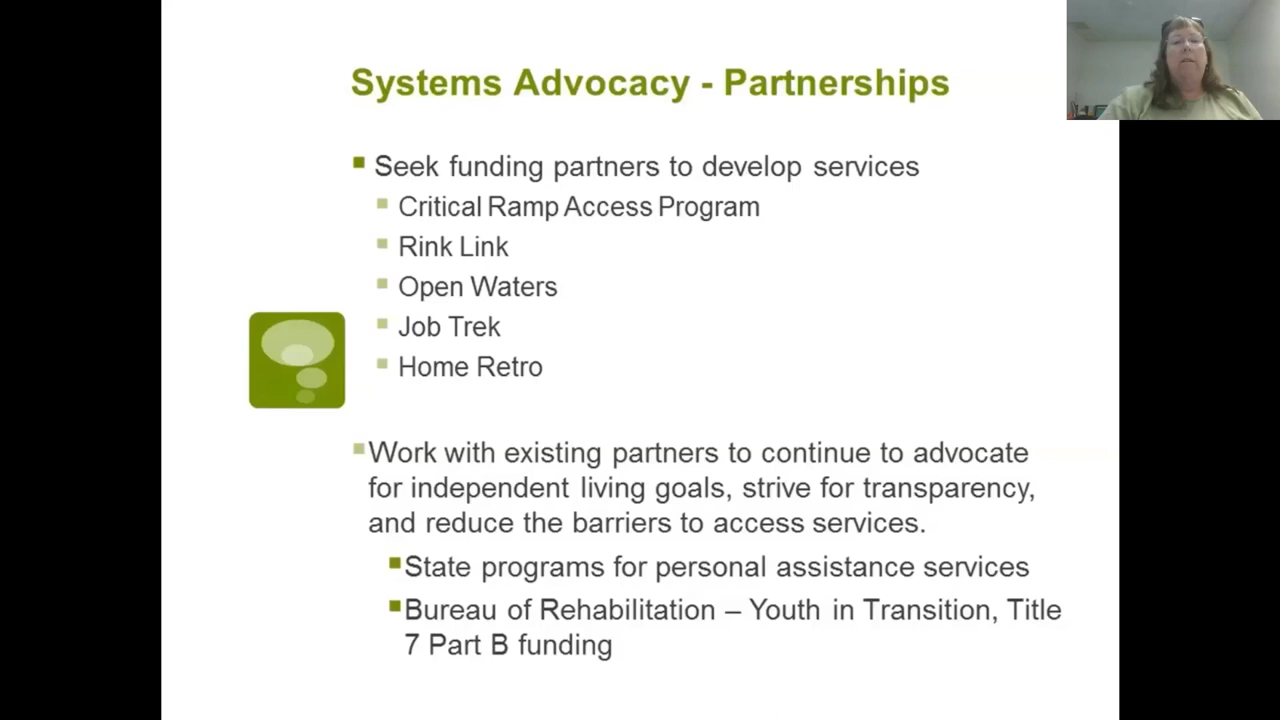 Systems Advocacy - Partnerships
Seek funding partners to develop services
Critical Ramp Access Program
Rink Link
Open Waters
Job Trek
Home Retro
Work with existing partners to continue to advocate
for independent living goals, strive for transparency,
and reduce the barriers to access services.
State programs for personal assistance services
Bureau of Rehabilitation – Youth in Transition, Title
7 Part B funding